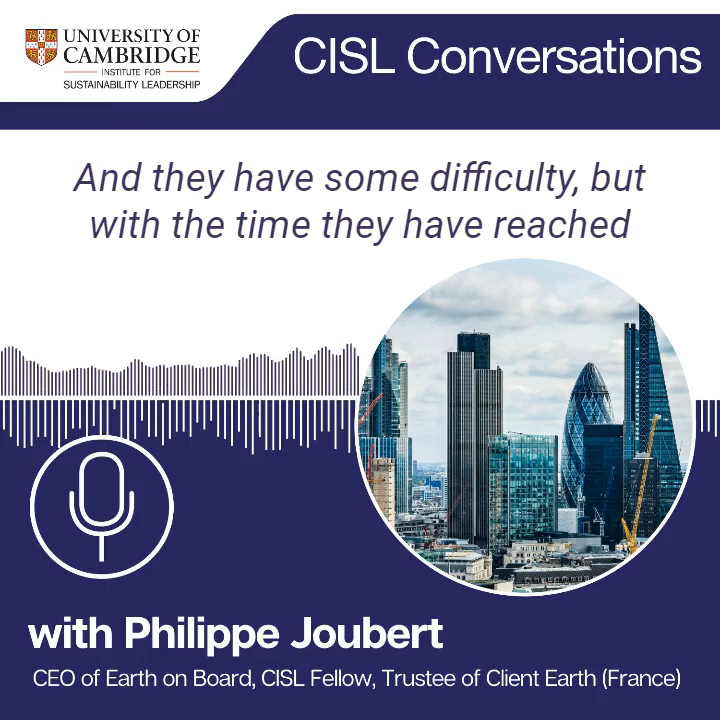 UNIVERSITY OF
CAMBRIDGE
INSTITUTE FOR
SUSTAINABILITY LEADERSHIP
CISL Conversations
And they have some difficulty, but
with the time they have reached
with Philippe Joubert
CEO of Earth on Board, CISL Fellow, Trustee of Client Earth (France)